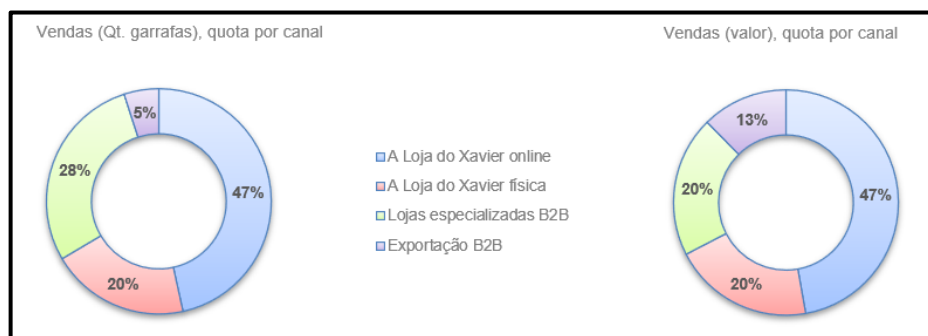 Vendas (Qt. garrafas), quota por canal
5%
28%
47%
20%
A Loja do Xavier online
A Loja do Xavier física
Lojas especializadas B2B
Exportação B2B
Vendas (valor), quota por canal
13%
20%
47%
20%